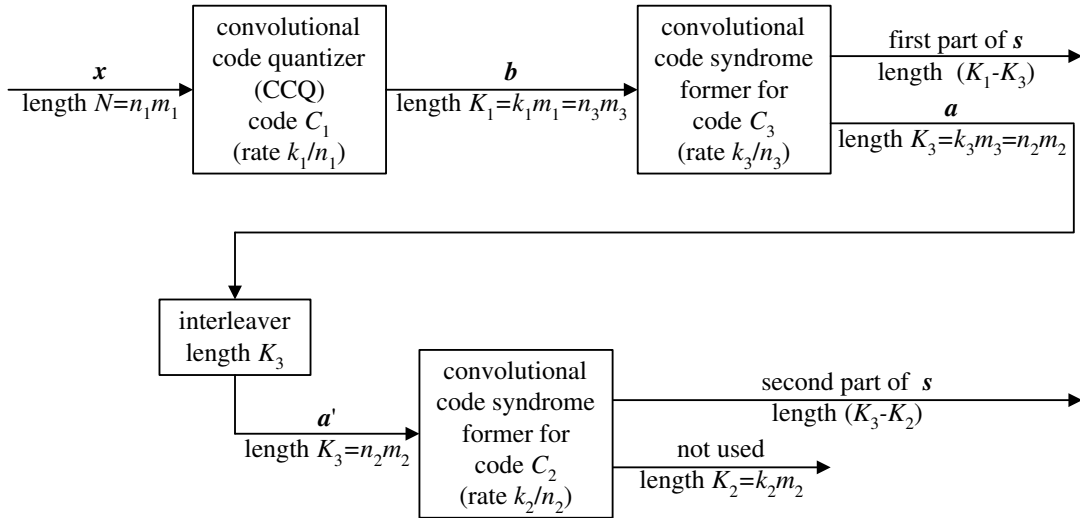 x
length N=n1m1
convolutional
code quantizer
(CCQ)
code C1
(rate k1/n1)
b
length K1=k1m1=n3m3
convolutional
code syndrome
former for
code C3
(rate k3/n3)
first part of s
length (K1-K3)
a
length K3=k3m3=n2m2
interleaver
length K3
a'
length K3=n2m2
convolutional
code syndrome
former for
code C2
(rate k2/n2)
second part of s
length (K3-K2)
not used
length K2=k2m2